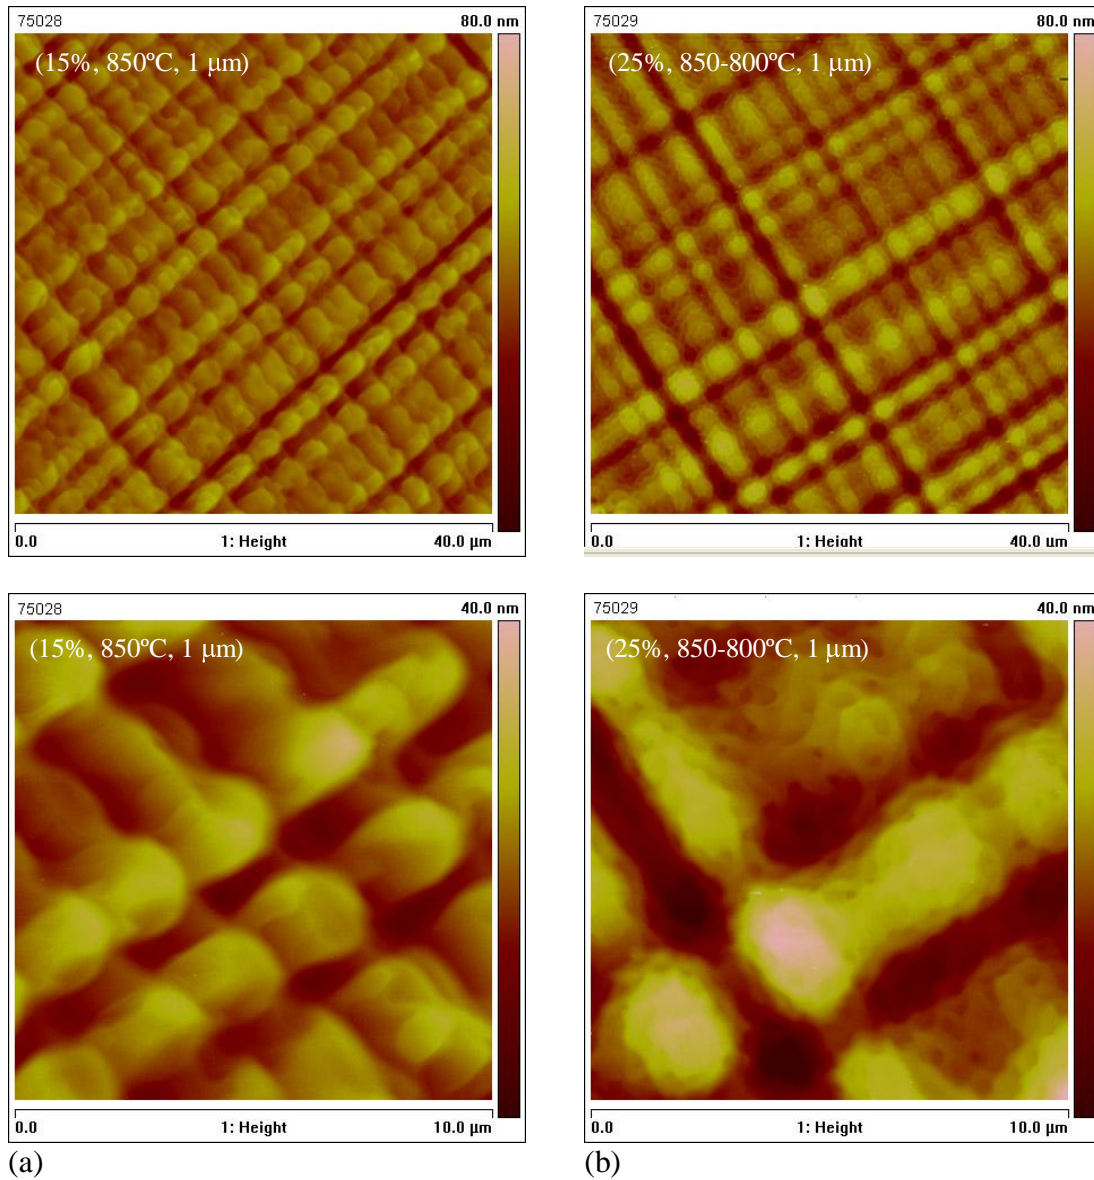 75028 80.0 nm
(15%, 850ºC, 1 μm)
0.0 1: Height 40.0 μm
75029 80.0 nm
(25%, 850-800ºC, 1 μm)
0.0 1: Height 40.0 μm
75028 40.0 nm
(15%, 850ºC, 1 μm)
0.0 1: Height 10.0 μm
75029 40.0 nm
(25%, 850-800ºC, 1 μm)
0.0 1: Height 10.0 μm
(a)
(b)